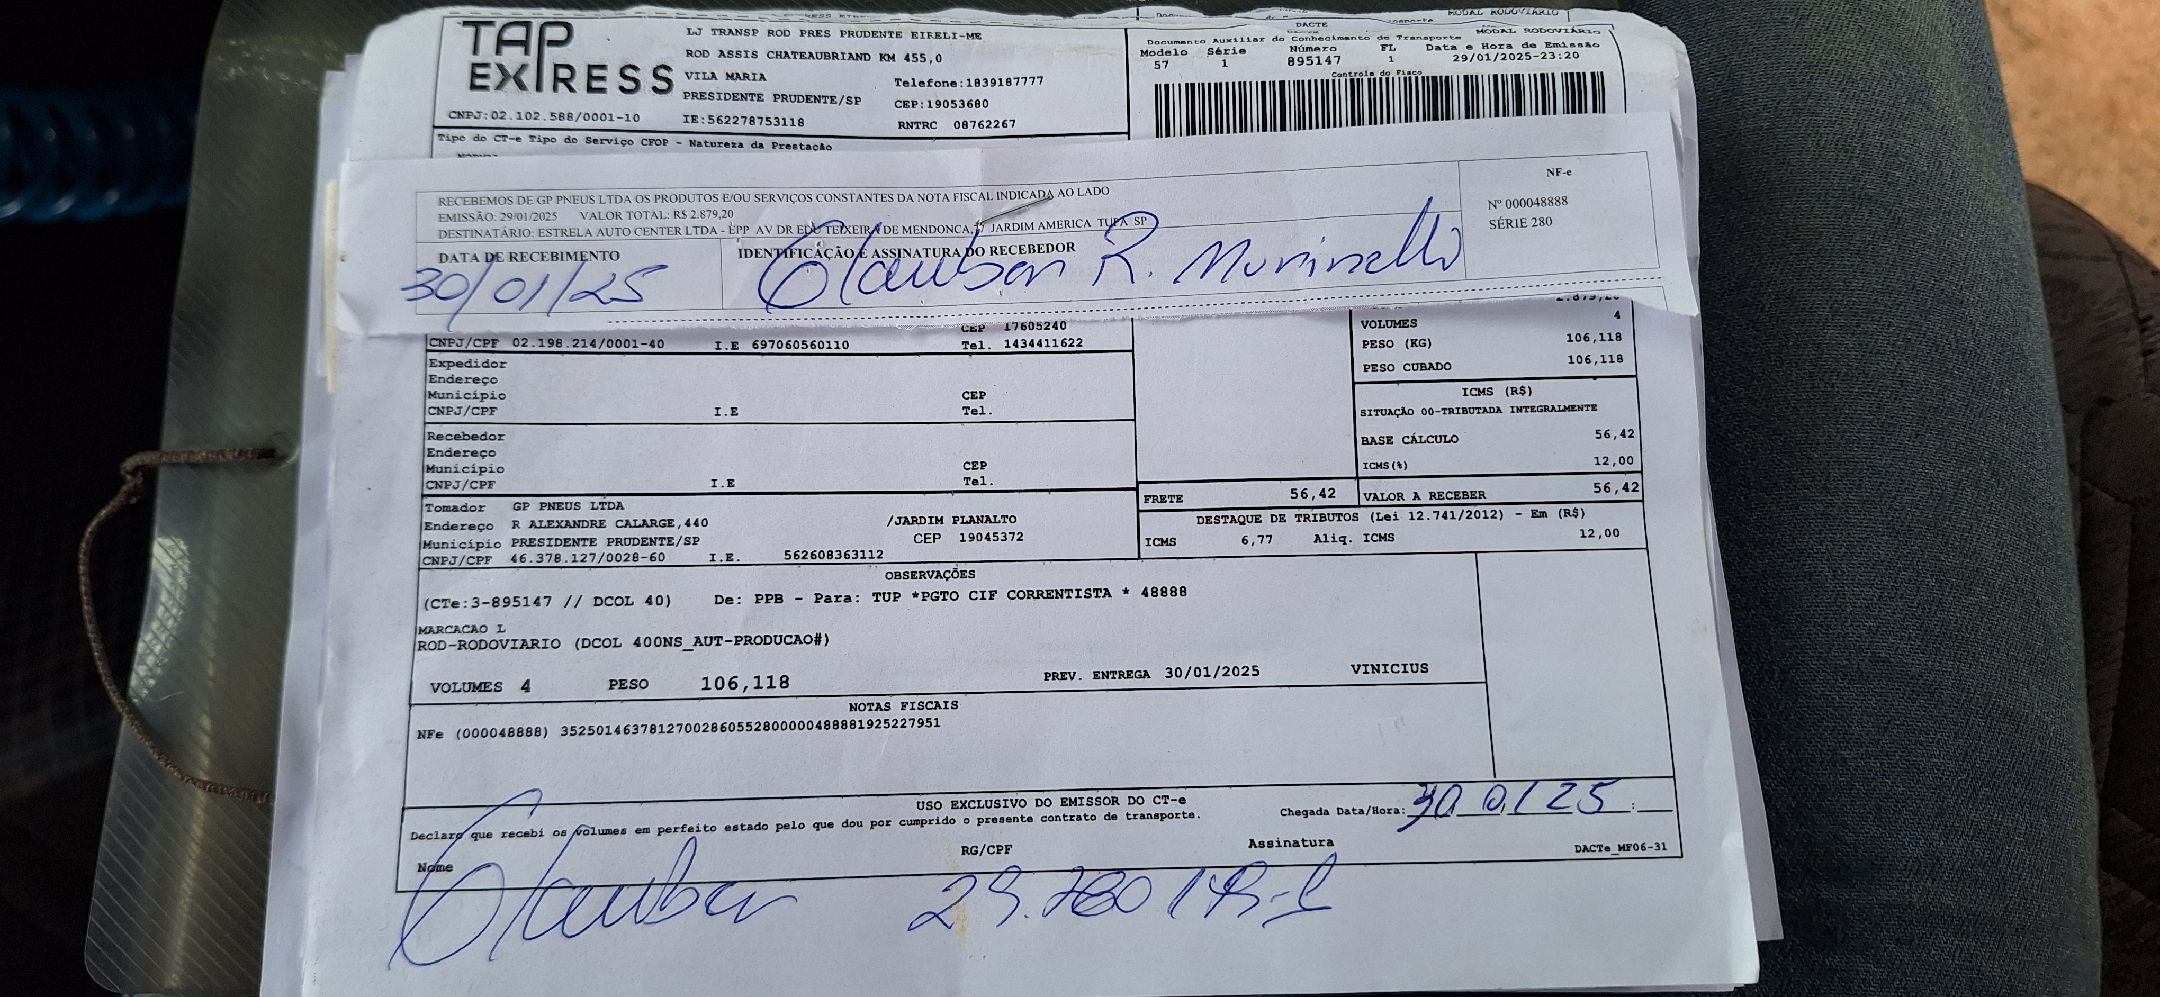 TAP EXPRESS
LJ TRANSP ROD PRES PRUDENTE EIRELI-ME
ROD ASSIS CHATEAUBRIAND KM 455,0
VILA MARIA Telefone:1839187777
PRESIDENTE PRUDENTE/SP CEP:19053680
CNPJ:02.102.588/0001-10 IE:562278753118 RNTRC 08762267
DACTE MODAL RODOVIÁRIO
Documento Auxiliar do Conhecimento de Transporte
Modelo Série Número FL Data e Hora de Emissão
57 1 895147 1 29/01/2025-23:20
Controle do Fisco
Tipo do CT-e Tipo do Serviço CFOP - Natureza da Prestação
RECEBEMOS DE GP PNEUS LTDA OS PRODUTOS E/OU SERVIÇOS CONSTANTES DA NOTA FISCAL INDICADA AO LADO
EMISSÃO: 29/01/2025 VALOR TOTAL: R$ 2.879,20
DESTINATÁRIO: ESTRELA AUTO CENTER LTDA - EPP AV DR EDU TEIXEIRA DE MENDONCA, JARDIM AMERICA TUPA SP
DATA DE RECEBIMENTO IDENTIFICAÇÃO E ASSINATURA DO RECEBEDOR
30/01/25 Glauber R. Murinello
NF-e
Nº 000048888
SÉRIE 280
CEP 17605240
CNPJ/CPF 02.198.214/0001-40 I.E 697060560110 Tel. 1434411622
Expedidor
Endereço
Município CEP
CNPJ/CPF I.E Tel.
Recebedor
Endereço
Município CEP
CNPJ/CPF I.E Tel.
2.879,20
VOLUMES 4
PESO (KG) 106,118
PESO CUBADO 106,118
ICMS (R$)
SITUAÇÃO 00-TRIBUTADA INTEGRALMENTE
BASE CÁLCULO 56,42
ICMS(%) 12,00
FRETE 56,42 VALOR A RECEBER 56,42
Tomador GP PNEUS LTDA
Endereço R ALEXANDRE CALARGE,440 /JARDIM PLANALTO
Município PRESIDENTE PRUDENTE/SP CEP 19045372
CNPJ/CPF 46.378.127/0028-60 I.E. 562608363112
DESTAQUE DE TRIBUTOS (Lei 12.741/2012) - Em (R$)
ICMS 6,77 Aliq. ICMS 12,00
OBSERVAÇÕES
(CTe:3-895147 // DCOL 40) De: PPB - Para: TUP *PGTO CIF CORRENTISTA * 48888
MARCACAO L
ROD-RODOVIARIO (DCOL 400NS_AUT-PRODUCAO#)
VOLUMES 4 PESO 106,118 PREV. ENTREGA 30/01/2025 VINICIUS
NOTAS FISCAIS
NFe (000048888) 35250146378127002860552800000488881925227951
USO EXCLUSIVO DO EMISSOR DO CT-e
Declaro que recebi os volumes em perfeito estado pelo que dou por cumprido o presente contrato de transporte.
Chegada Data/Hora: 30 01 25 :
Nome RG/CPF Assinatura DACTe_MF06-31
Glauber